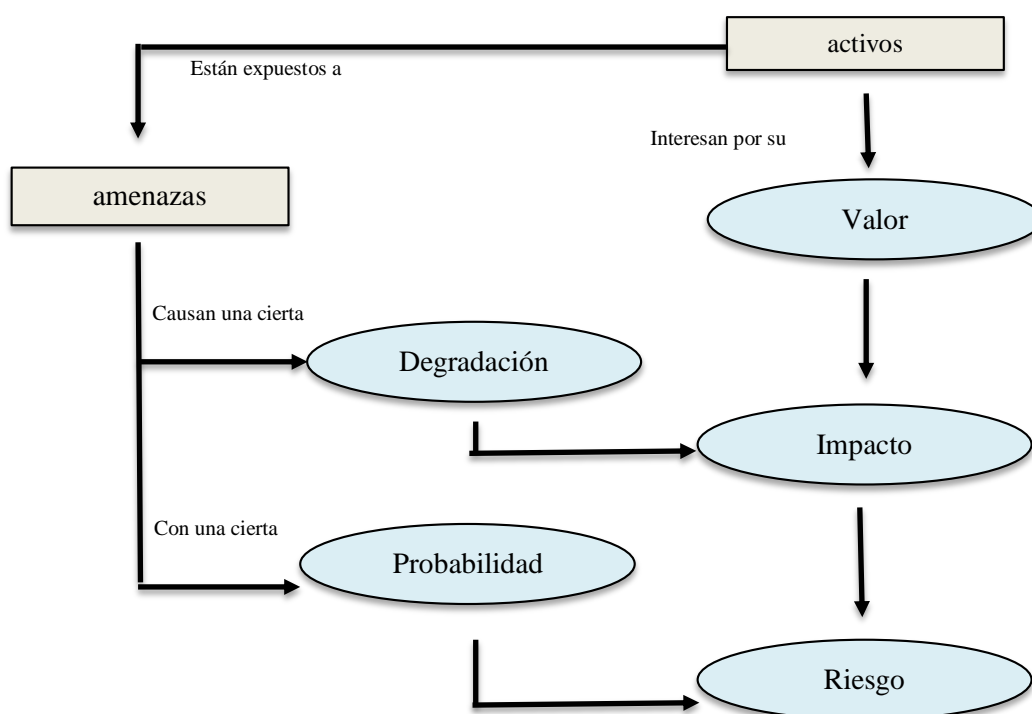 activos
Están expuestos a
Interesan por su
amenazas
Valor
Causan una cierta
Degradación
Impacto
Con una cierta
Probabilidad
Riesgo